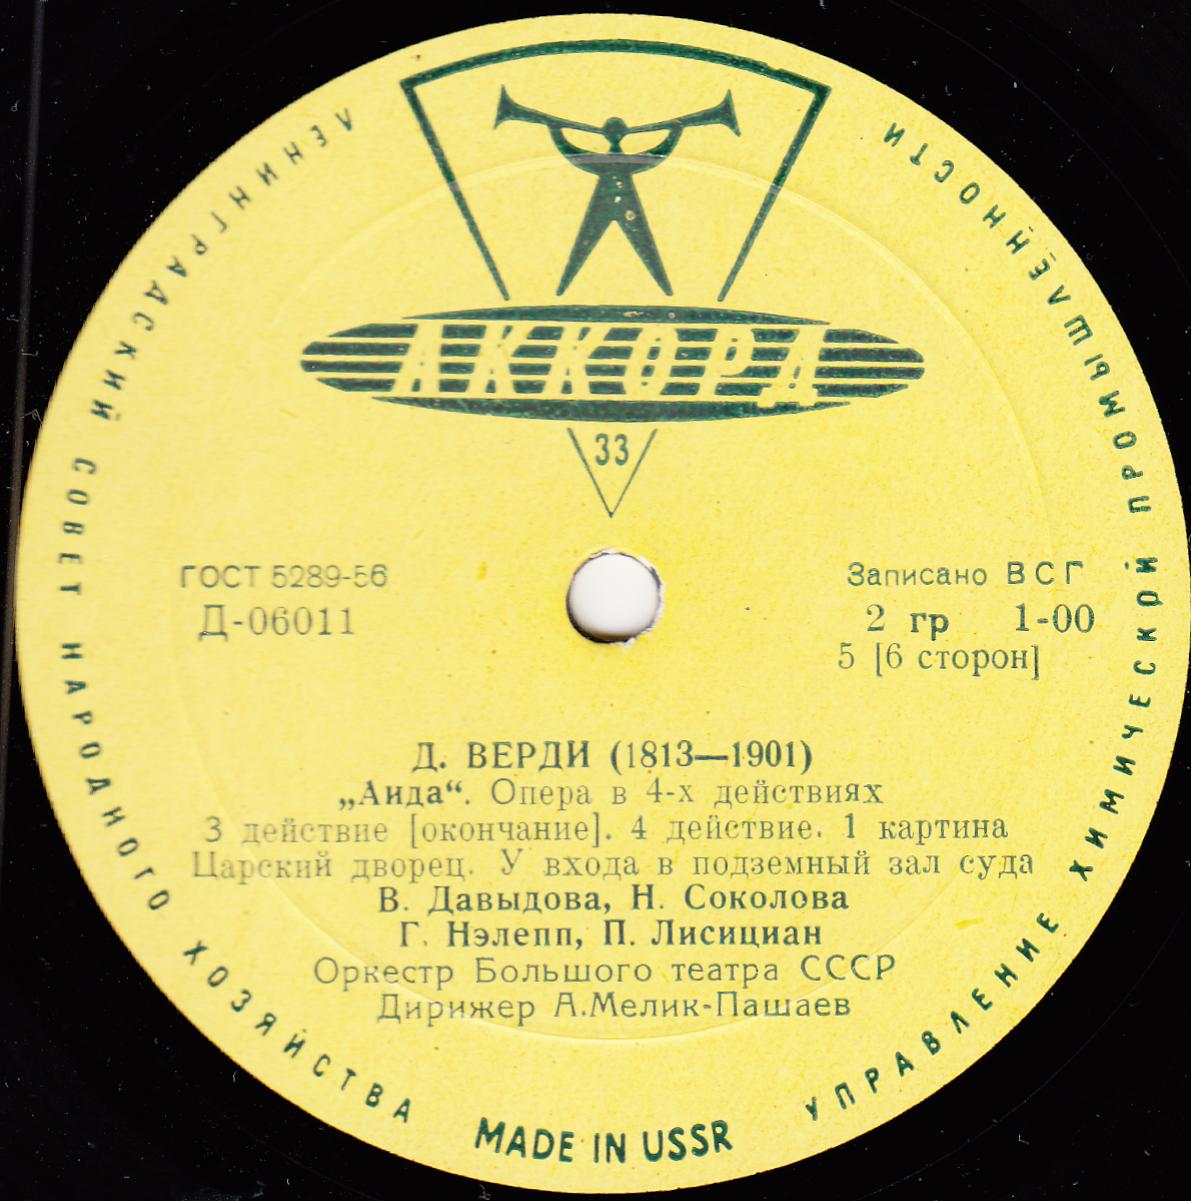 ЛЕНИНГРАДСКИЙ СОВЕТ НАРОДНОГО ХОЗЯЙСТВА
УПРАВЛЕНИЕ ХИМИЧЕСКОЙ ПРОМЫШЛЕННОСТИ
АККОРД
33
ГОСТ 5289-56
Д-06011
Записано ВСГ
2 гр 1-00
5 [6 сторон]
Д. ВЕРДИ (1813—1901)
„Аида“. Опера в 4-х действиях
3 действие [окончание]. 4 действие. 1 картина
Царский дворец. У входа в подземный зал суда
В. Давыдова, Н. Соколова
Г. Нэлепп, П. Лисициан
Оркестр Большого театра СССР
Дирижер А.Мелик-Пашаев
MADE IN USSR